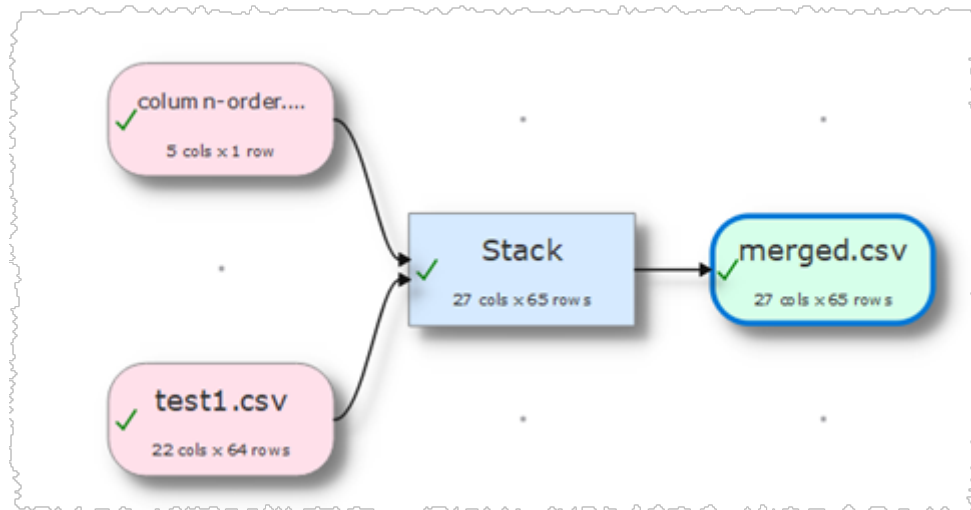 column-order....
5 cols x 1 row
Stack
27 cols x 65 rows
merged.csv
27 cols x 65 rows
test1.csv
22 cols x 64 rows